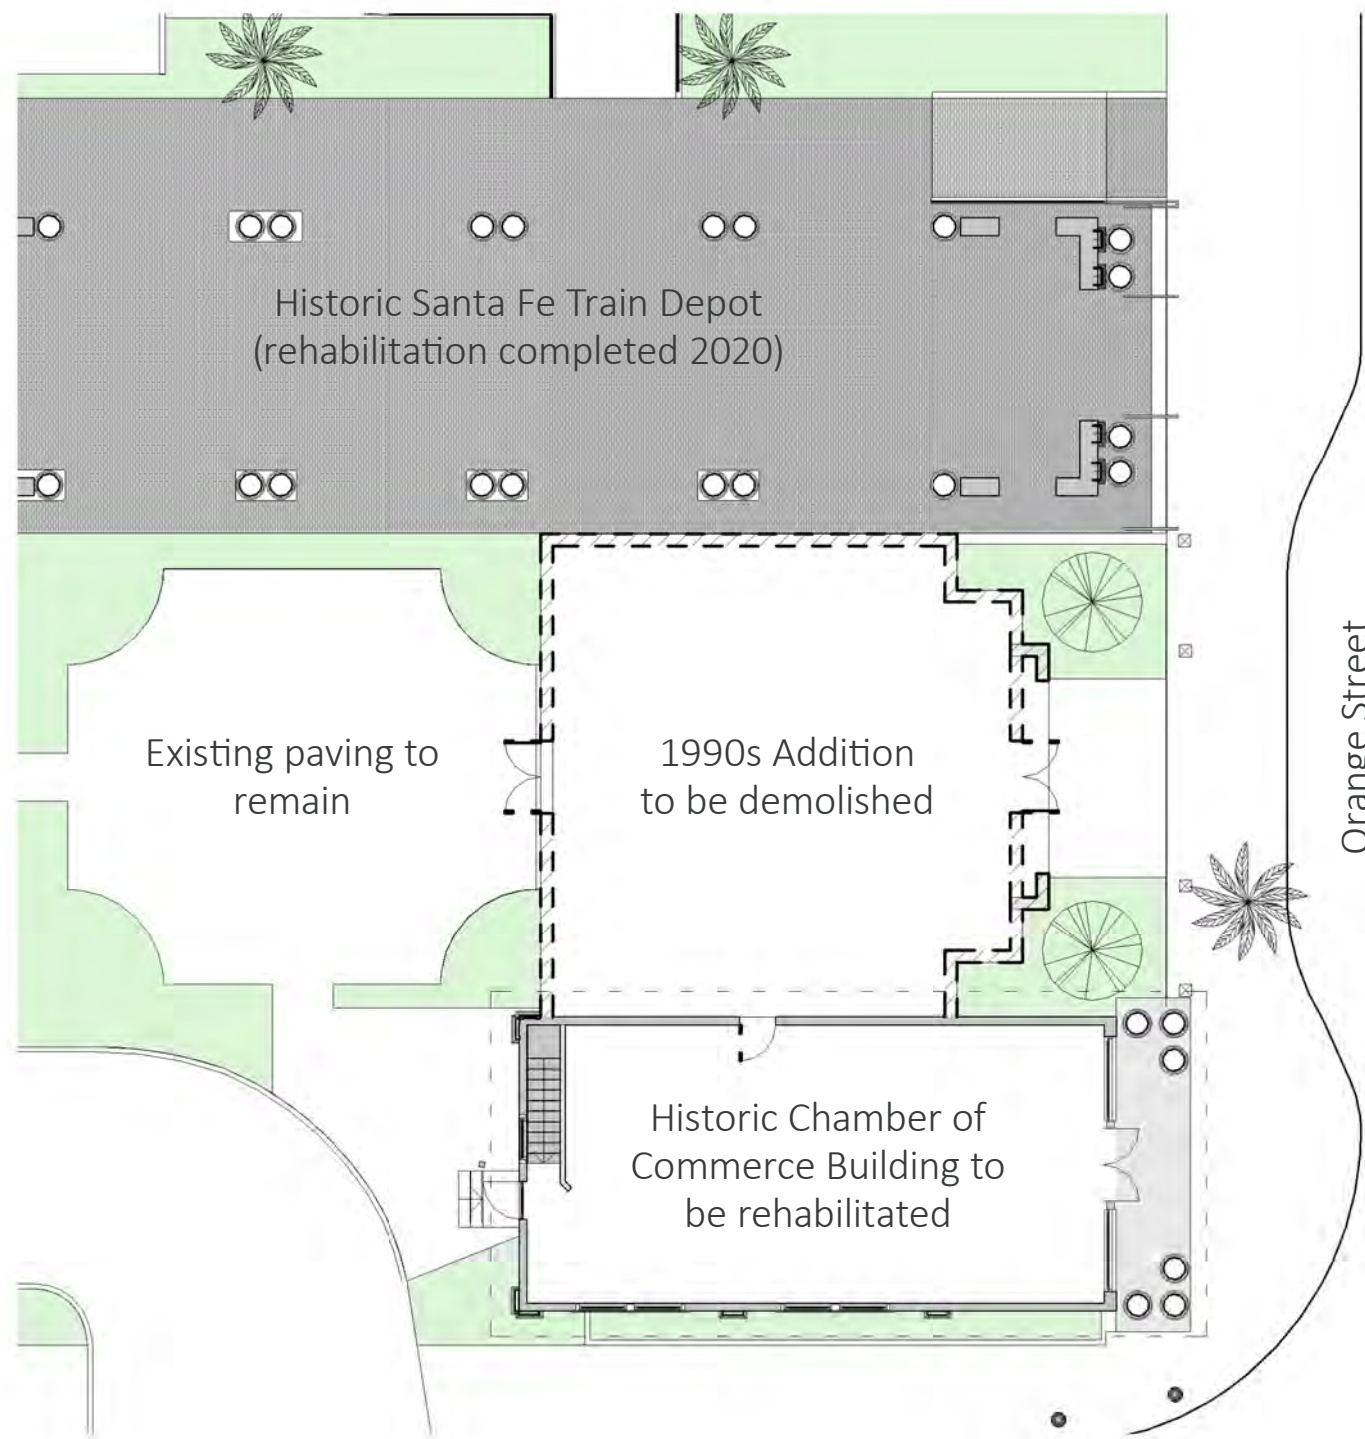 Historic Santa Fe Train Depot
(rehabilitation completed 2020)
Existing paving to
remain
1990s Addition
to be demolished
Orange Street
Historic Chamber of
Commerce Building to
be rehabilitated